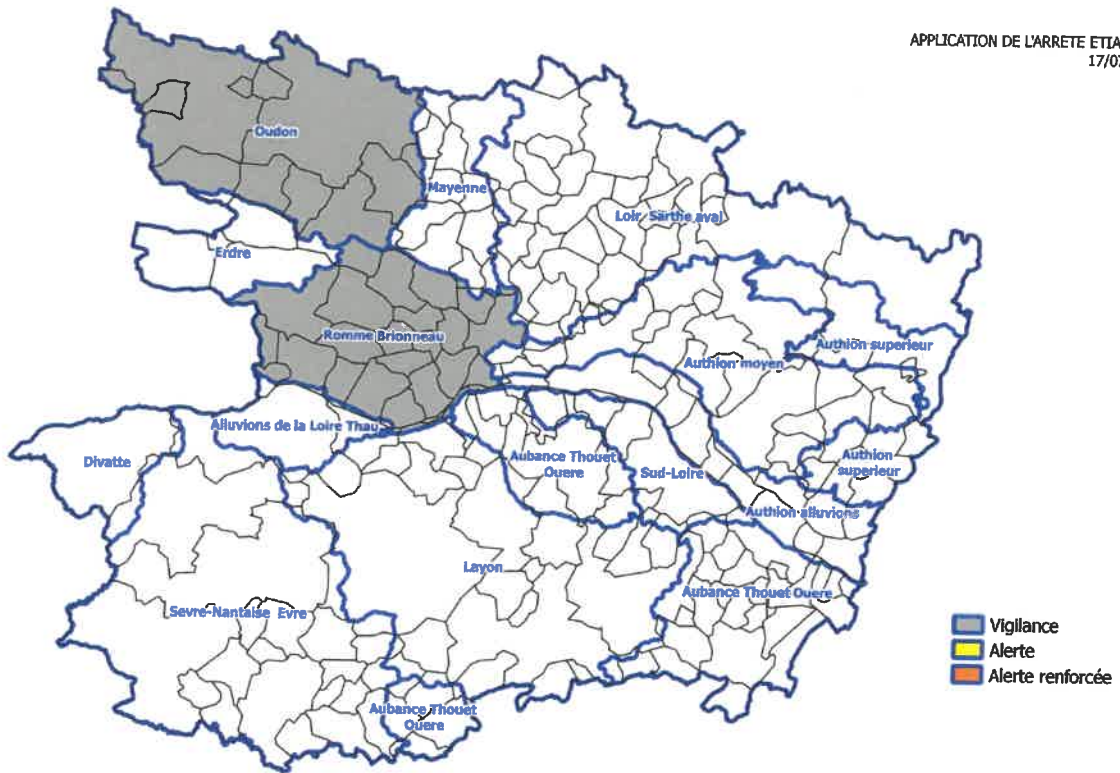 APPLICATION DE L'ARRETE ETIA
17/07
Oudon
Mayenne
Loir Sarthe aval
Erdre
Romme Brionneau
Authion superieur
Authion moyen
Alluvions de la Loire Thau
Divatte
Aubance Thouet
Ouere
Sud-Loire
Authion
superieur
Authion alluvions
Layon
Aubance Thouet Ouere
Sevre-Nantaise Evre
Aubance Thouet
Ouere
Vigilance
Alerte
Alerte renforcée